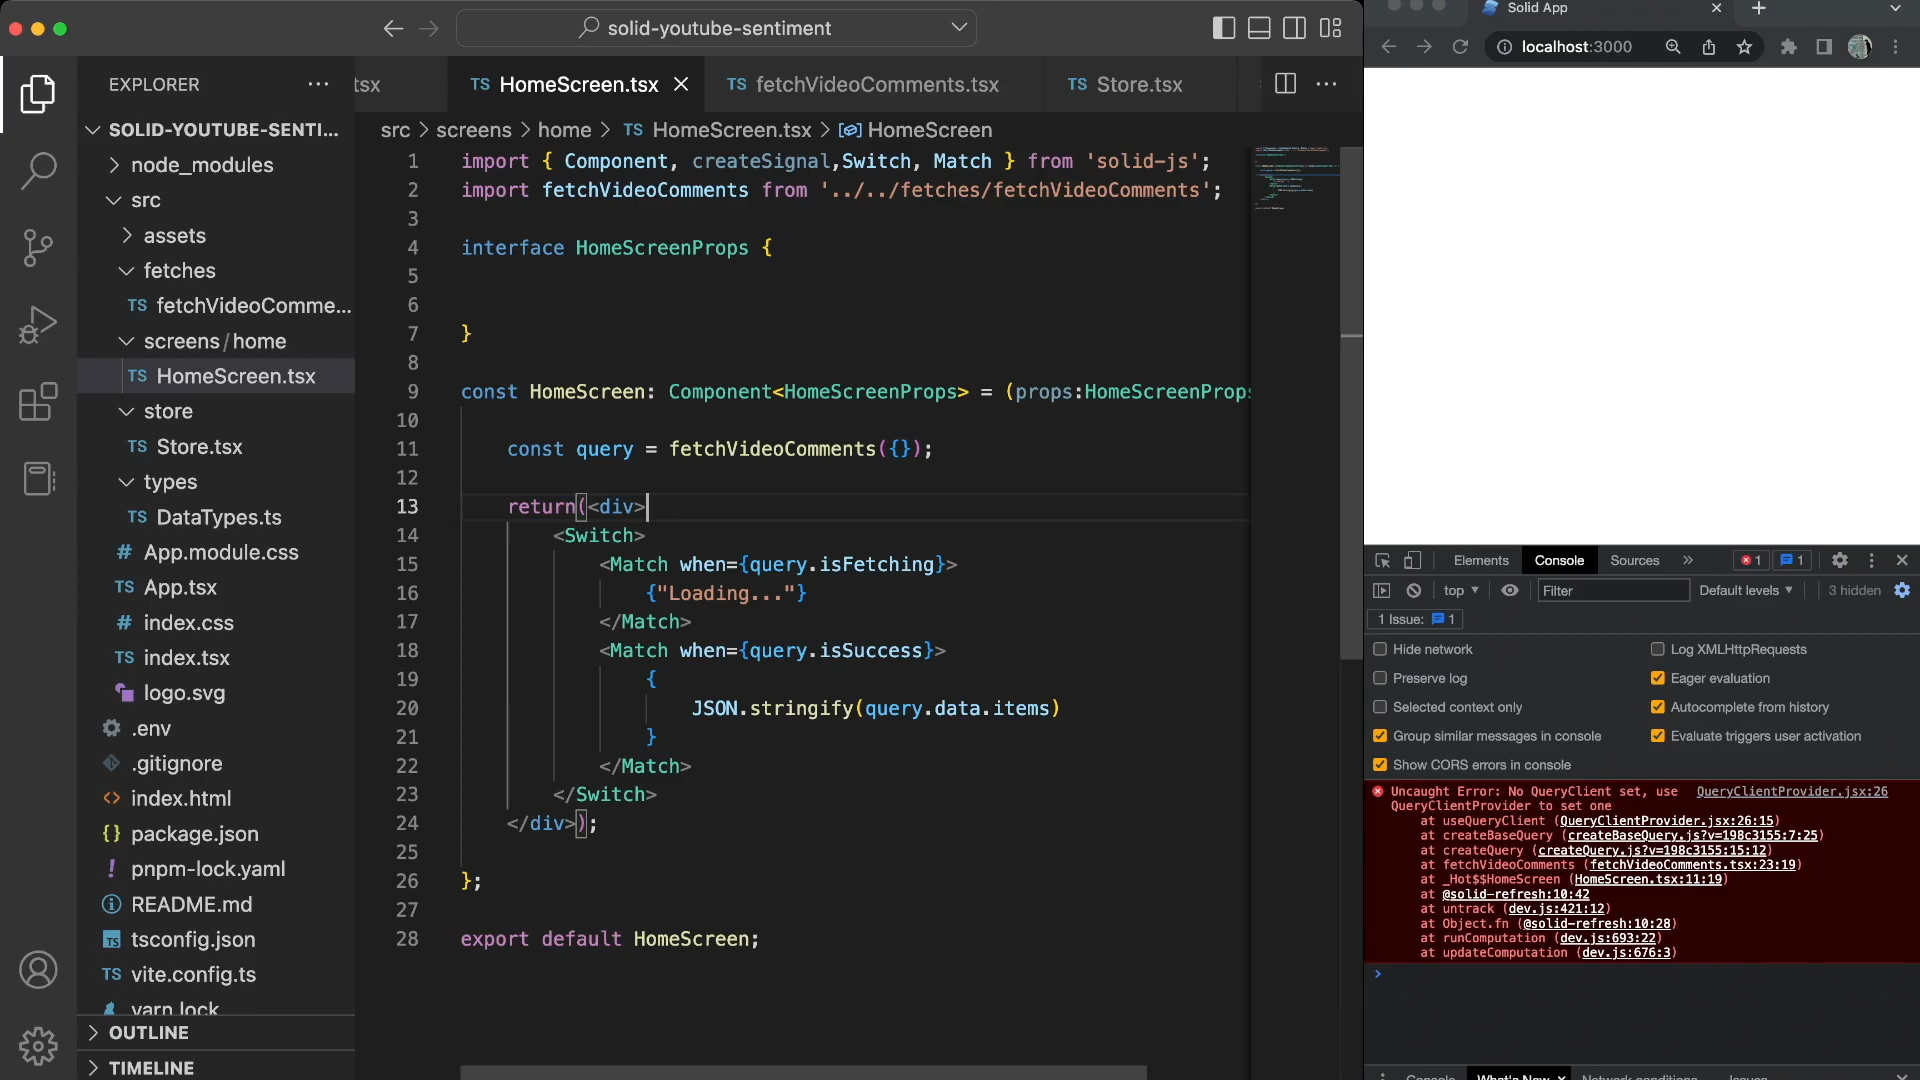 solid-youtube-sentiment
EXPLORER
SOLID-YOUTUBE-SENTI...
node_modules
src
assets
fetches
TS fetchVideoComme...
screens/home
TS HomeScreen.tsx
store
TS Store.tsx
types
TS DataTypes.ts
# App.module.css
TS App.tsx
# index.css
TS index.tsx
logo.svg
.env
.gitignore
<> index.html
{} package.json
! pnpm-lock.yaml
README.md
TS tsconfig.json
TS vite.config.ts
yarn.lock
OUTLINE
TIMELINE
tsx
TS HomeScreen.tsx
TS fetchVideoComments.tsx
TS Store.tsx
src > screens > home > TS HomeScreen.tsx > HomeScreen
1 import { Component, createSignal,Switch, Match } from 'solid-js';
2 import fetchVideoComments from '../../fetches/fetchVideoComments';
3
4 interface HomeScreenProps {
5
6
7 }
8
9 const HomeScreen: Component<HomeScreenProps> = (props:HomeScreenProps
10
11 const query = fetchVideoComments({});
12
13 return(<div>
14 <Switch>
15 <Match when={query.isFetching}>
16 {"Loading..."}
17 </Match>
18 <Match when={query.isSuccess}>
19 {
20 JSON.stringify(query.data.items)
21 }
22 </Match>
23 </Switch>
24 </div>);
25
26 };
27
28 export default HomeScreen;
Solid App
localhost:3000
Elements Console Sources » 1 1
top Filter Default levels 3 hidden
1 Issue: 1
Hide network Log XMLHttpRequests
Preserve log Eager evaluation
Selected context only Autocomplete from history
Group similar messages in console Evaluate triggers user activation
Show CORS errors in console
Uncaught Error: No QueryClient set, use QueryClientProvider.jsx:26
QueryClientProvider to set one
at useQueryClient (QueryClientProvider.jsx:26:15)
at createBaseQuery (createBaseQuery.js?v=198c3155:7:25)
at createQuery (createQuery.js?v=198c3155:15:12)
at fetchVideoComments (fetchVideoComments.tsx:23:19)
at _Hot$$HomeScreen (HomeScreen.tsx:11:19)
at @solid-refresh:10:42
at untrack (dev.js:421:12)
at Object.fn (@solid-refresh:10:28)
at runComputation (dev.js:693:22)
at updateComputation (dev.js:676:3)
Console What's New Network conditions Issues